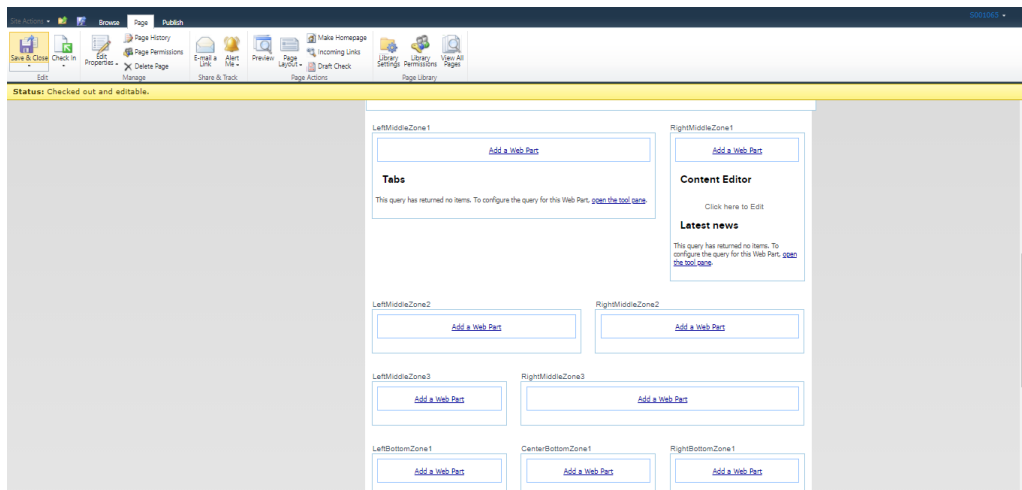 Site Actions
Browse
Page
Publish
S001065
Save & Close
Check In
Edit
Properties
Page History
Page Permissions
Delete Page
E-mail a
Link
Alert
Me
Preview
Page
Layout
Make Homepage
Incoming Links
Draft Check
Library
Settings
Library
Permissions
View All
Pages
Edit
Manage
Share & Track
Page Actions
Page Library
Status: Checked out and editable.
LeftMiddleZone1
Add a Web Part
Tabs
This query has returned no items. To configure the query for this Web Part, open the tool pane.
RightMiddleZone1
Add a Web Part
Content Editor
Click here to Edit
Latest news
This query has returned no items. To
configure the query for this Web Part, open
the tool pane.
LeftMiddleZone2
Add a Web Part
RightMiddleZone2
Add a Web Part
LeftMiddleZone3
Add a Web Part
RightMiddleZone3
Add a Web Part
LeftBottomZone1
Add a Web Part
CenterBottomZone1
Add a Web Part
RightBottomZone1
Add a Web Part